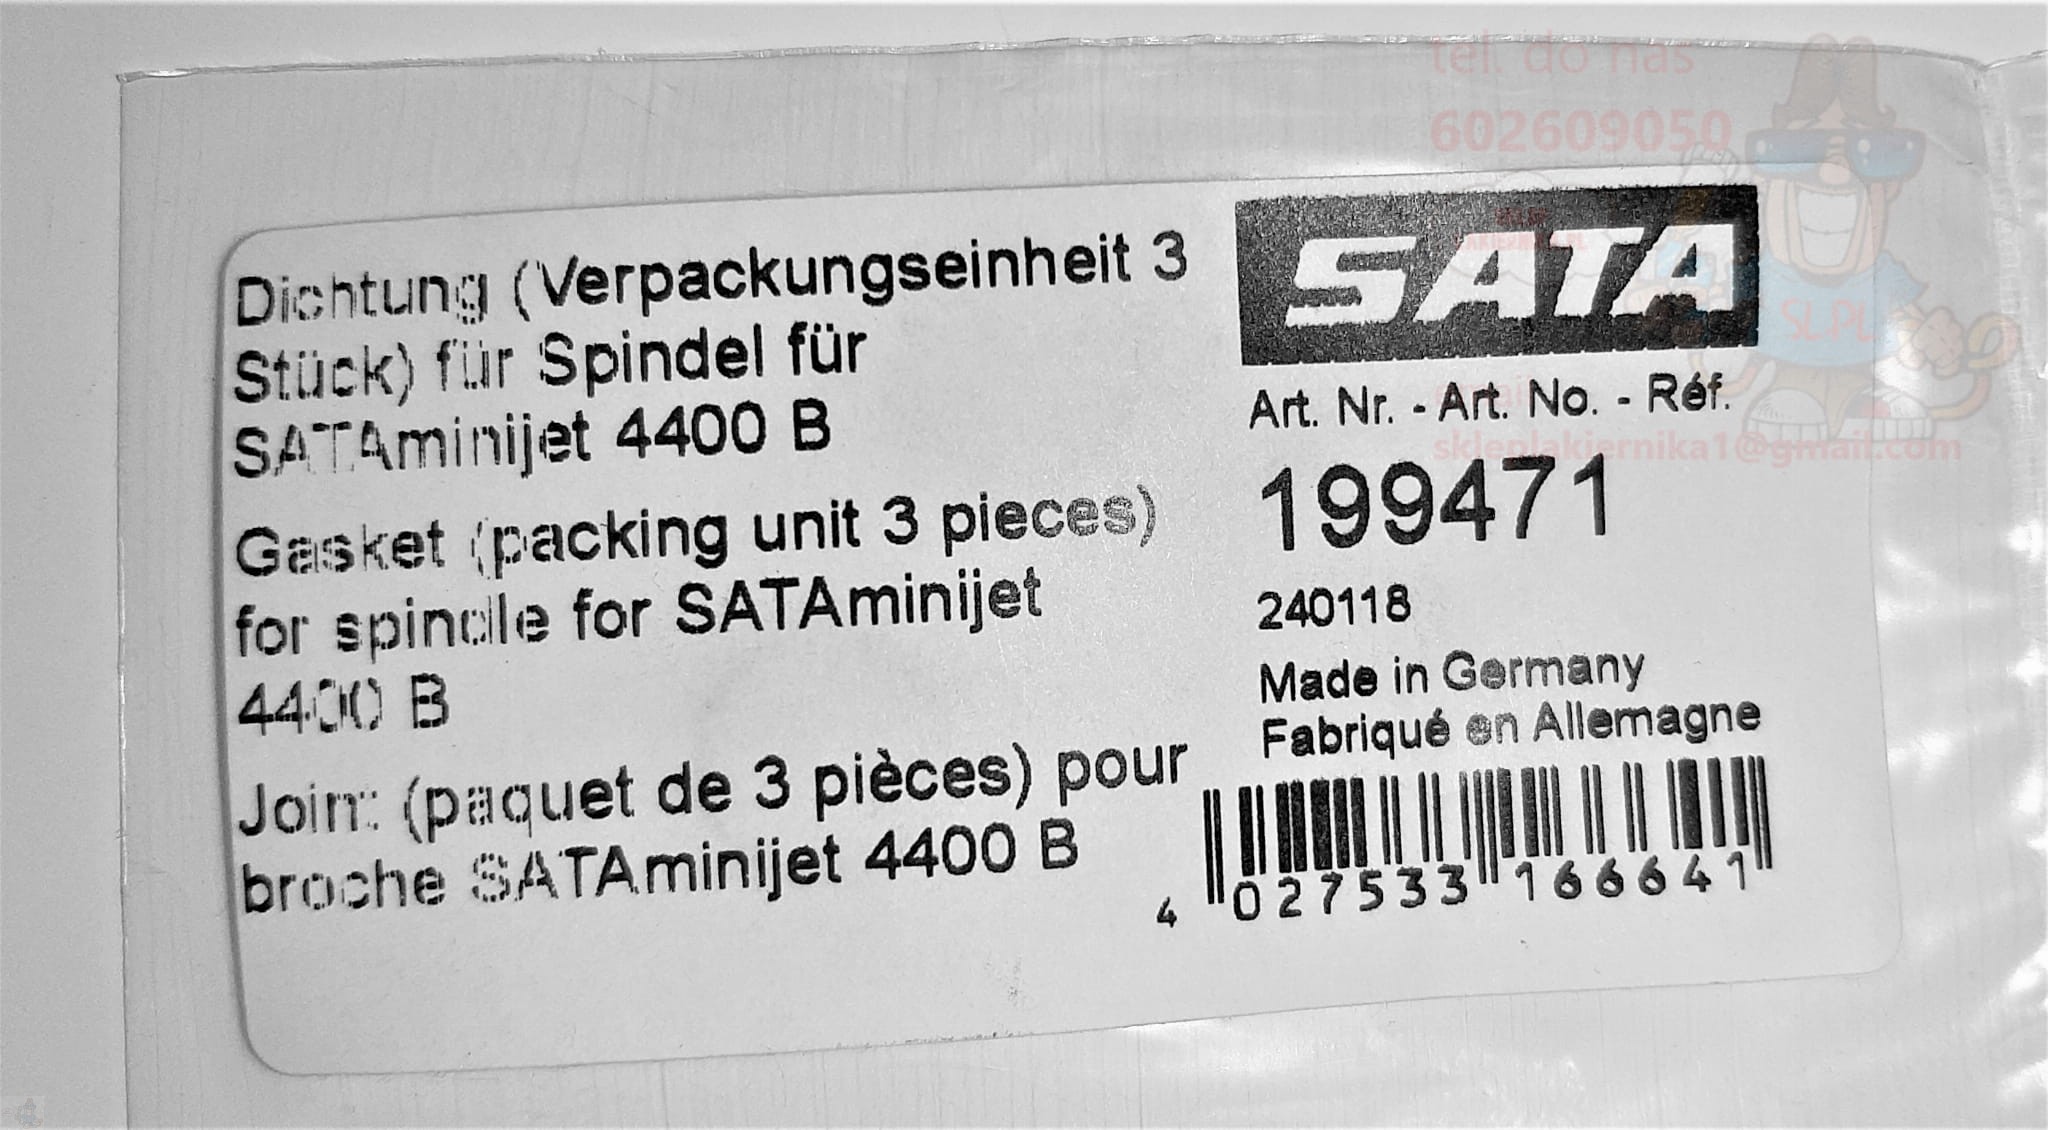 Dichtung (Verpackungseinheit 3
Stück) für Spindel für
SATAminijet 4400 B
Gasket (packing unit 3 pieces)
for spindle for SATAminijet
4400 B
Joint (paquet de 3 pièces) pour
broche SATAminijet 4400 B
SATA
Art. Nr. - Art. No. - Réf.
199471
240118
Made in Germany
Fabriqué en Allemagne
4 027533 166641
tel. do nas
602609050
SLPL
email
skleplakiernika1@gmail.com